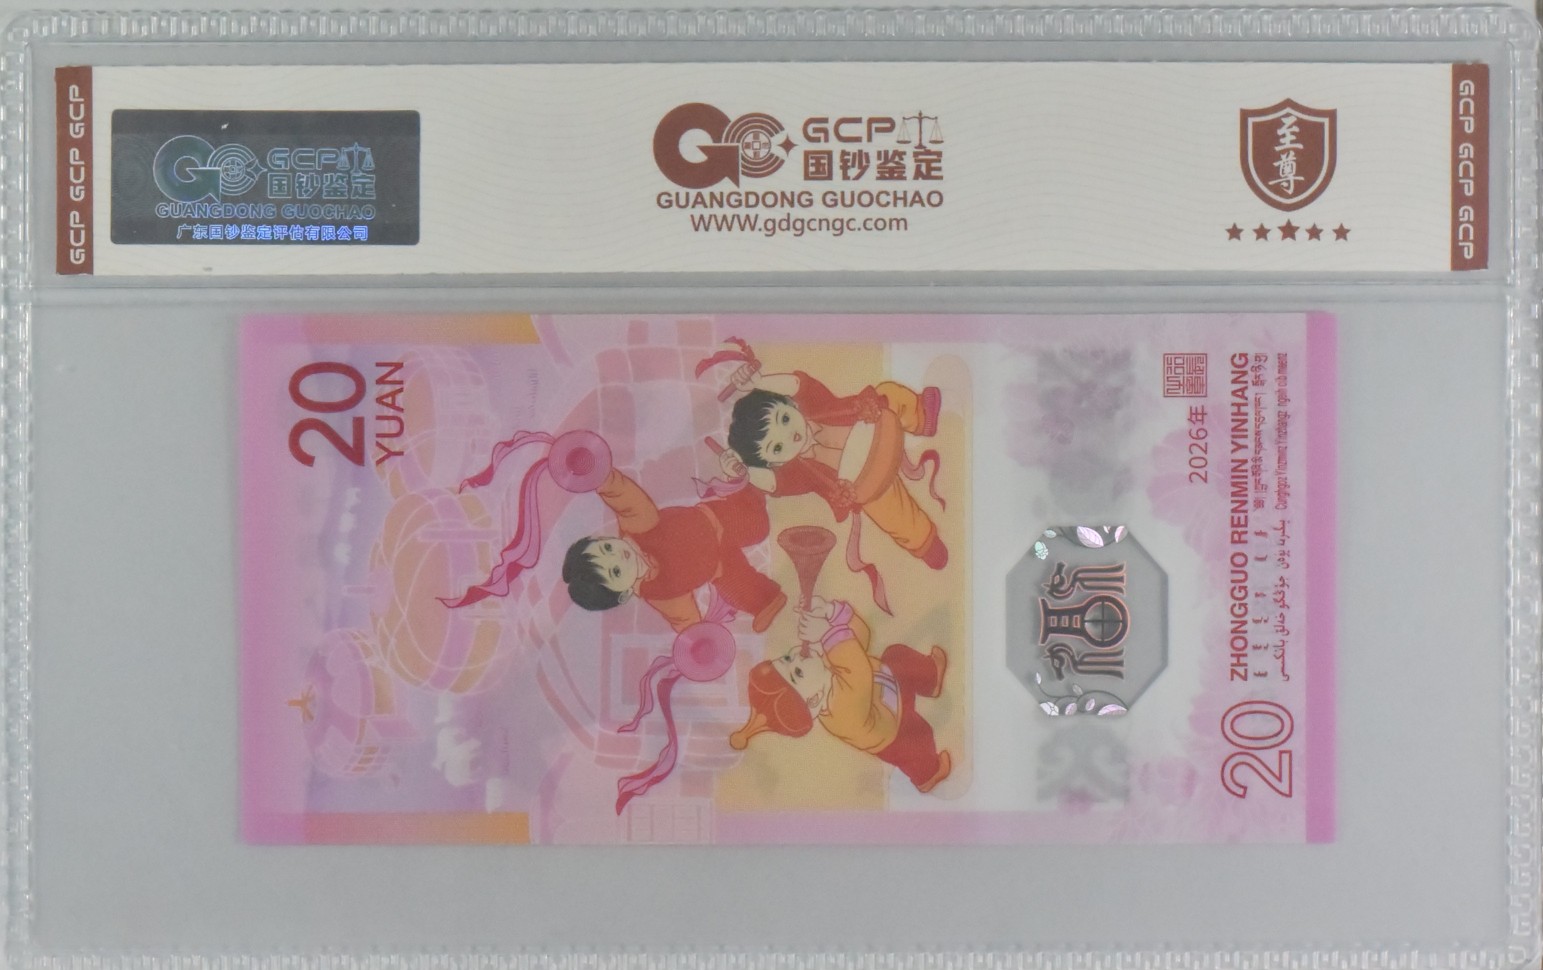 GCP GCP GCP
GCP
国钞鉴定
GUANGDONG GUOCHAO
广东国钞鉴定评估有限公司
GCP
国钞鉴定
GUANGDONG GUOCHAO
WWW.gdgcngc.com
至尊
GCP GCP GCP
20
YUAN
2026年
ZHONGGUO RENMIN YINHANG
20